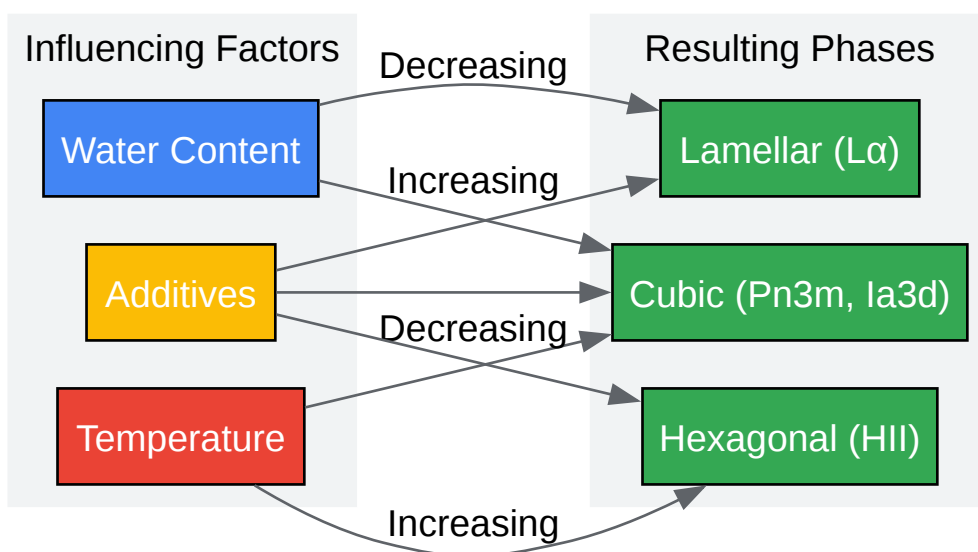 Influencing Factors
Decreasing
Resulting Phases
Water Content
Lamellar (Lα)
Increasing
Additives
Cubic (Pn3m, Ia3d)
Decreasing
Temperature
Hexagonal (HII)
Increasing